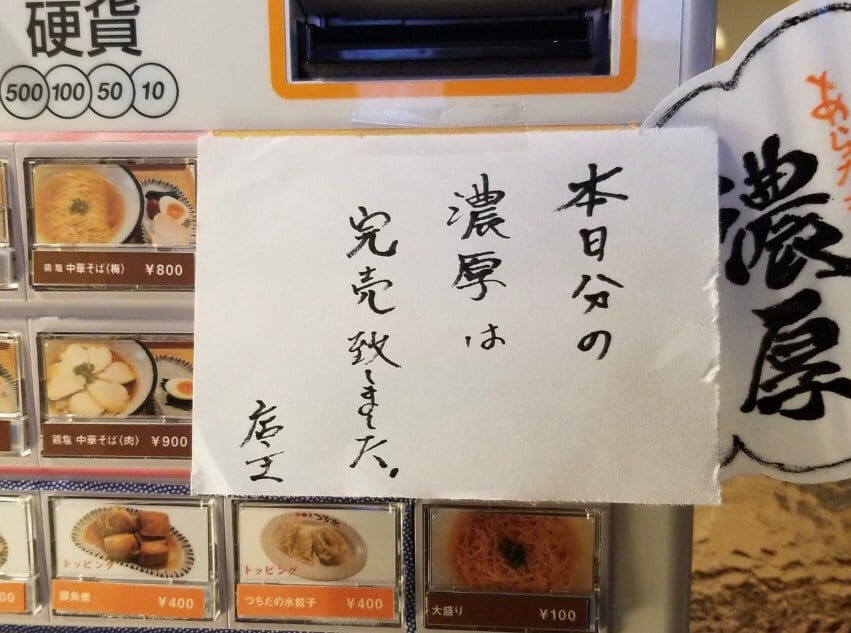 硬貨
500 100 50 10
本日分の
濃厚は
完売致しました。
店主
濃厚
鶏塩 中華そば(梅) ¥800
鶏塩 中華そば(肉) ¥900
トッピング
豚角煮 ¥400
トッピング
つちだの水餃子 ¥400
大盛り ¥100